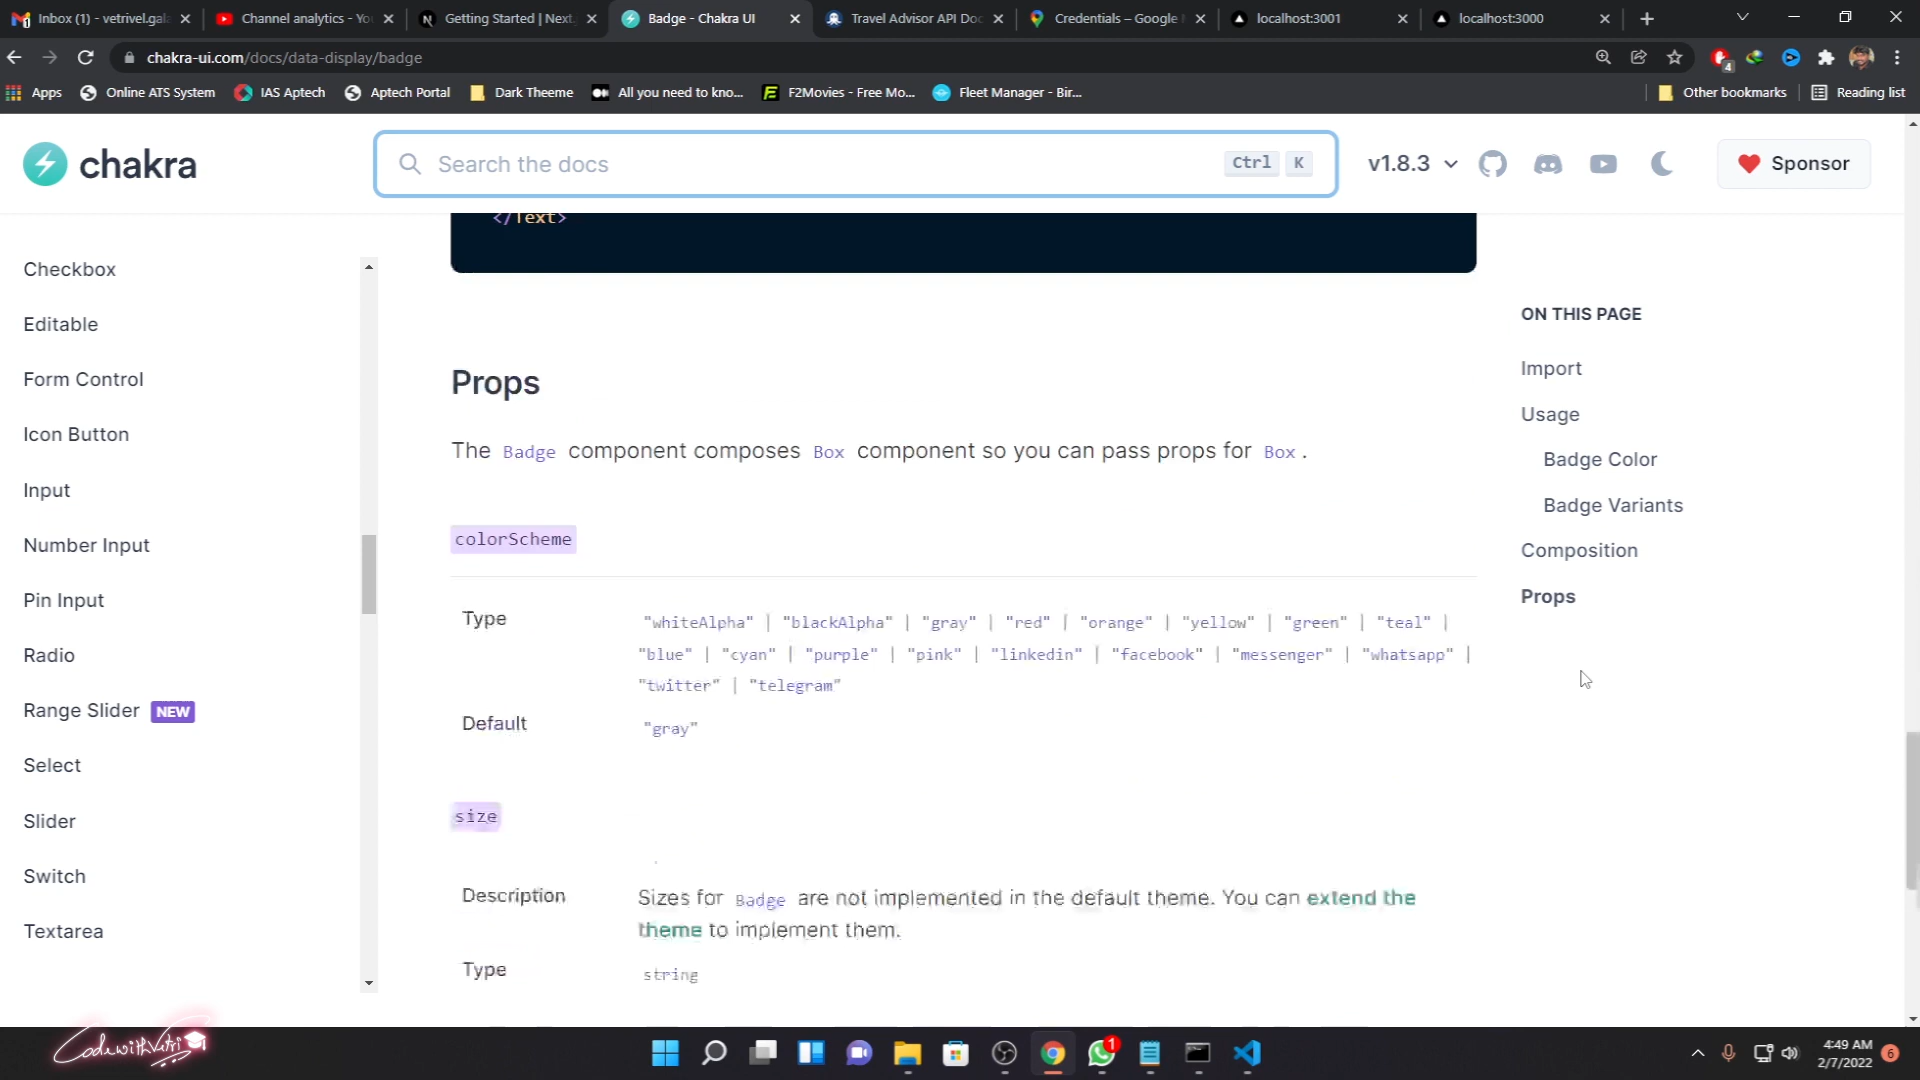 Inbox (1) - vetrivel.gala
Channel analytics - You
Getting Started | Next.
Badge - Chakra UI
Travel Advisor API Doc
Credentials – Google
localhost:3001
localhost:3000
chakra-ui.com/docs/data-display/badge
4
Apps
Online ATS System
IAS Aptech
Aptech Portal
Dark Theeme
All you need to kno...
F2Movies - Free Mo...
Fleet Manager - Bir...
Other bookmarks
Reading list
chakra
Search the docs
Ctrl K
v1.8.3
Sponsor
Checkbox
Editable
Form Control
Icon Button
Input
Number Input
Pin Input
Radio
Range Slider NEW
Select
Slider
Switch
Textarea
</Text>
Props
The Badge component composes Box component so you can pass props for Box.
colorScheme
Type
"whiteAlpha" | "blackAlpha" | "gray" | "red" | "orange" | "yellow" | "green" | "teal" |
"blue" | "cyan" | "purple" | "pink" | "linkedin" | "facebook" | "messenger" | "whatsapp" |
"twitter" | "telegram"
Default
"gray"
size
Description
Sizes for Badge are not implemented in the default theme. You can extend the
theme to implement them.
Type
string
ON THIS PAGE
Import
Usage
Badge Color
Badge Variants
Composition
Props
CodewithVetri
1
4:49 AM
2/7/2022
6